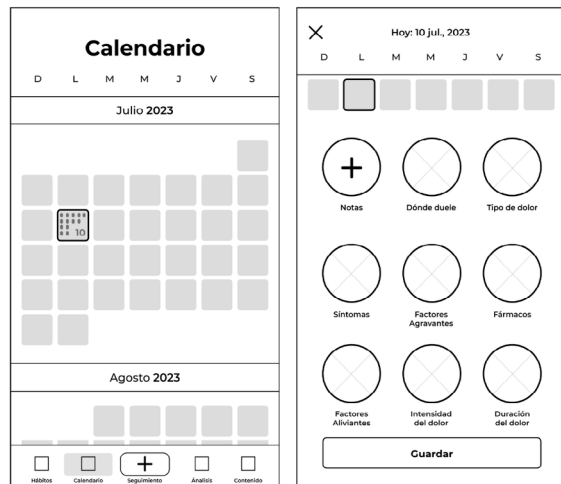 Calendario
D L M M J V S
Julio 2023
10
Agosto 2023
Hábitos
Calendario
Seguimiento
Análisis
Contenido
Hoy: 10 jul., 2023
D L M M J V S
Notas
Dónde duele
Tipo de dolor
Síntomas
Factores
Agravantes
Fármacos
Factores
Aliviantes
Intensidad
del dolor
Duración
del dolor
Guardar